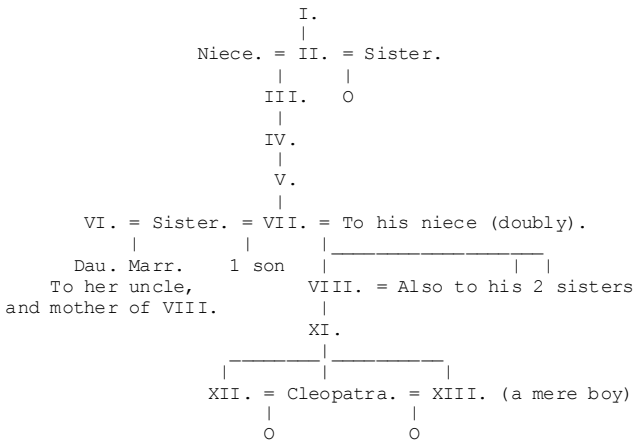 I.
Niece. = II. = Sister.
III. O
IV.
V.
VI. = Sister. = VII. = To his niece (doubly).
Dau. Marr. 1 son
To her uncle, VIII. = Also to his 2 sisters
and mother of VIII.
XI.
XII. = Cleopatra. = XIII. (a mere boy)
O O